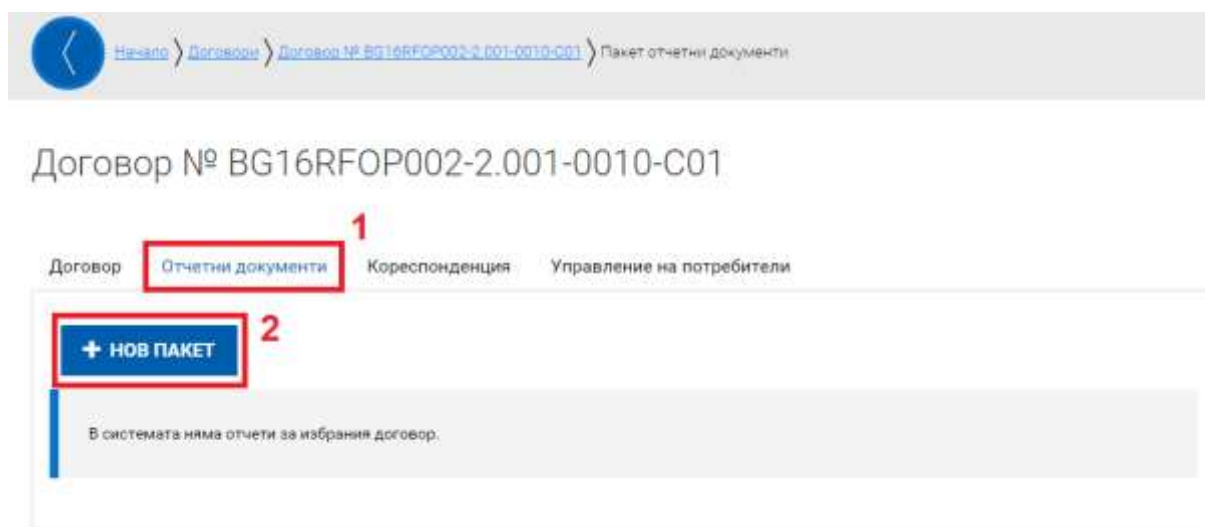 Начало 〉 Договори 〉 Договор № BG16RFOP002-2.001-0010-C01 〉 Пакет отчетни документи
Договор № BG16RFOP002-2.001-0010-C01
1
Договор Отчетни документи Кореспонденция Управление на потребители
+ НОВ ПАКЕТ 2
В системата няма отчети за избрания договор.